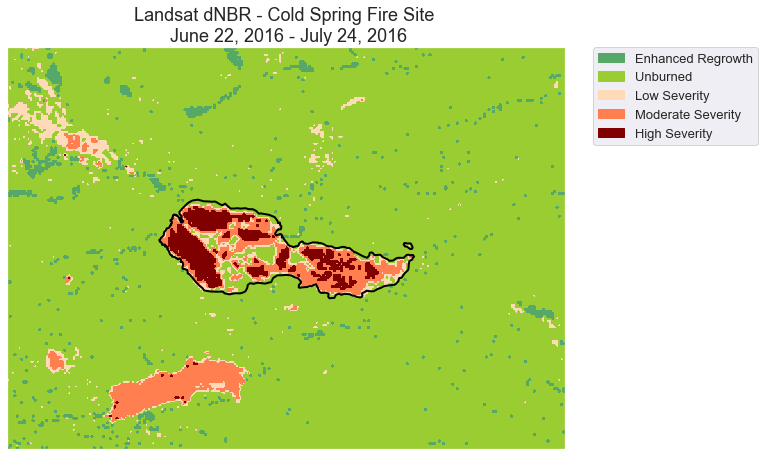 Landsat dNBR - Cold Spring Fire Site
June 22, 2016 - July 24, 2016
Enhanced Regrowth
Unburned
Low Severity
Moderate Severity
High Severity